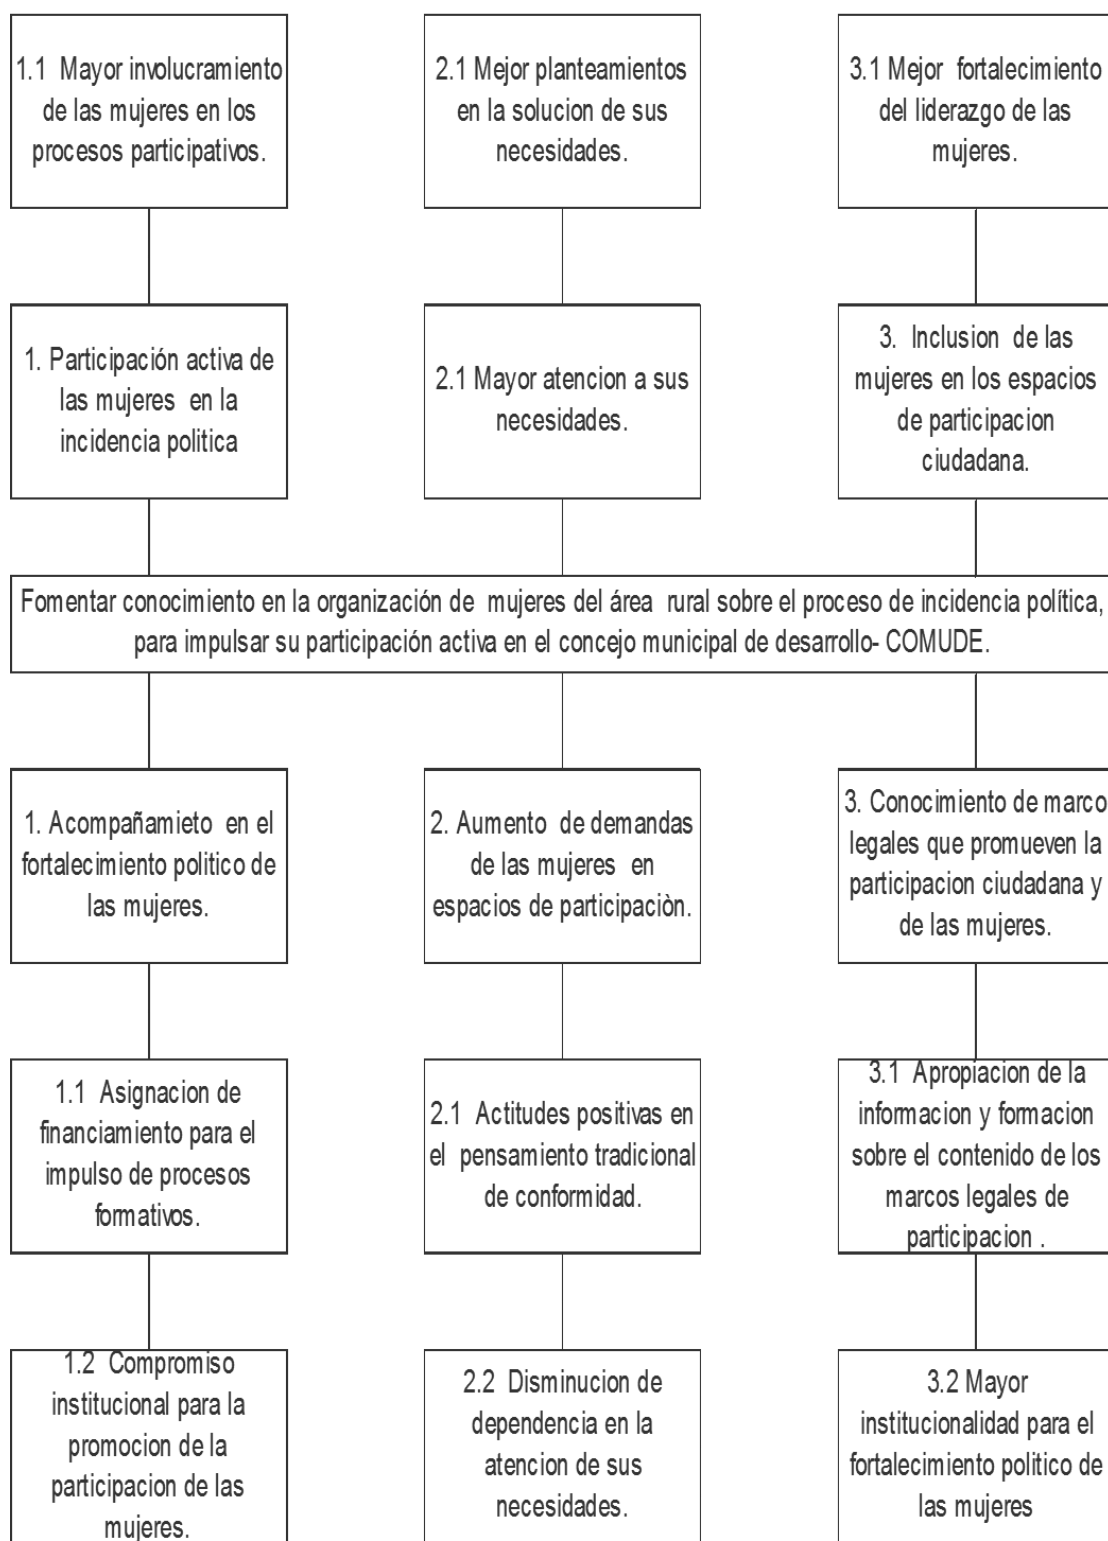 1.1 Mayor involucramiento
de las mujeres en los
procesos participativos.
2.1 Mejor planteamientos
en la solucion de sus
necesidades.
3.1 Mejor fortalecimiento
del liderazgo de las
mujeres.
1. Participación activa de
las mujeres en la
incidencia politica
2.1 Mayor atencion a sus
necesidades.
3. Inclusion de las
mujeres en los espacios
de participacion
ciudadana.
Fomentar conocimiento en la organización de mujeres del área rural sobre el proceso de incidencia política,
para impulsar su participación activa en el concejo municipal de desarrollo- COMUDE.
1. Acompañamieto en el
fortalecimiento politico de
las mujeres.
2. Aumento de demandas
de las mujeres en
espacios de participaciòn.
3. Conocimiento de marco
legales que promueven la
participacion ciudadana y
de las mujeres.
1.1 Asignacion de
financiamiento para el
impulso de procesos
formativos.
2.1 Actitudes positivas en
el pensamiento tradicional
de conformidad.
3.1 Apropiacion de la
informacion y formacion
sobre el contenido de los
marcos legales de
participacion .
1.2 Compromiso
institucional para la
promocion de la
participacion de las
mujeres.
2.2 Disminucion de
dependencia en la
atencion de sus
necesidades.
3.2 Mayor
institucionalidad para el
fortalecimiento politico de
las mujeres